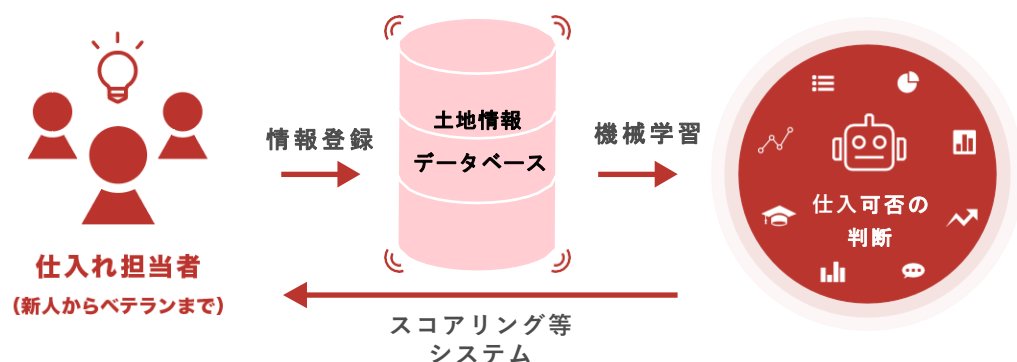 仕入れ担当者
(新人からベテランまで)
情報登録
土地情報
データベース
機械学習
仕入可否の
判断
スコアリング等
システム